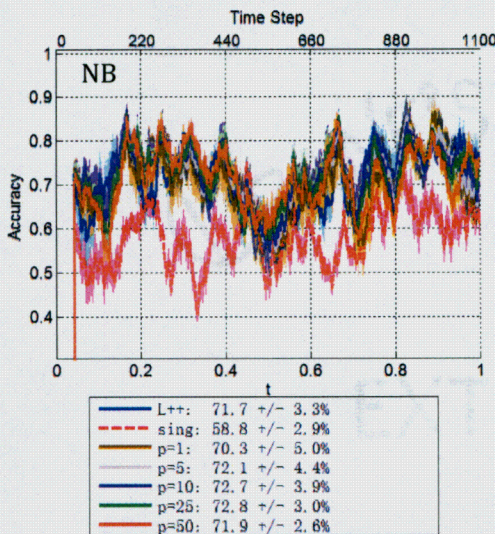 Time Step
0 220 440 660 880 1100
NB
1
0.9
0.8
0.7
0.6
0.5
0.4
Accuracy
0 0.2 0.4 0.6 0.8 1
t
L++: 71.7 +/- 3.3%
sing: 58.8 +/- 2.9%
p=1: 70.3 +/- 5.0%
p=5: 72.1 +/- 4.4%
p=10: 72.7 +/- 3.9%
p=25: 72.8 +/- 3.0%
p=50: 71.9 +/- 2.6%